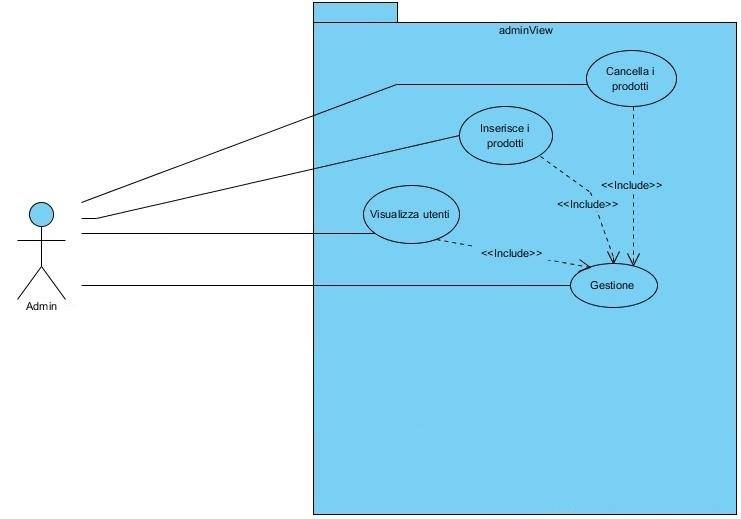 adminView
Cancella i
prodotti
Inserisce i
prodotti
<<Include>>
<<Include>>
Visualizza utenti
<<Include>>
Gestione
Admin